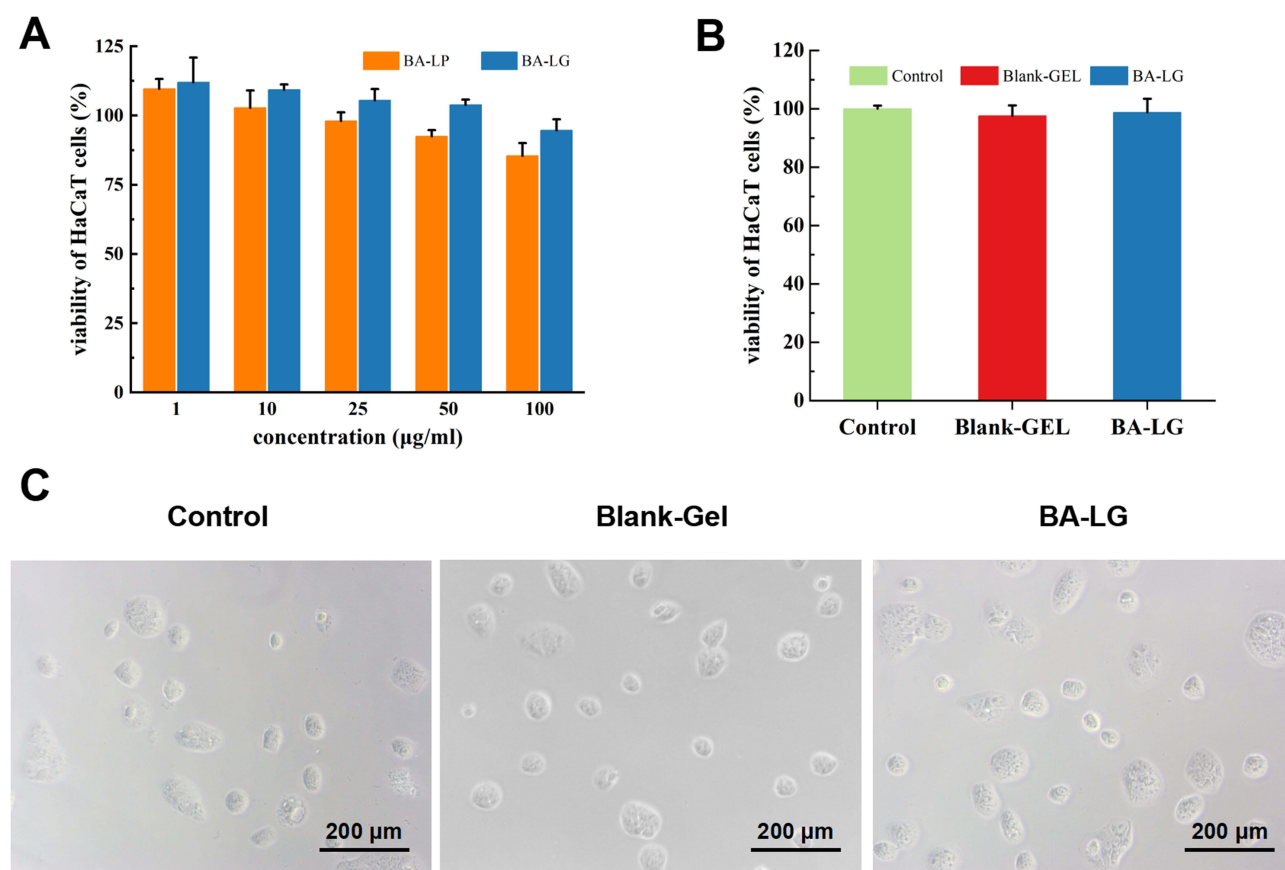 A
viability of HaCaT cells (%)
125
100
75
50
25
0
BA-LP
BA-LG
1 10 25 50 100
concentration (μg/ml)
B
viability of HaCaT cells (%)
120
100
80
60
40
20
0
Control Blank-GEL BA-LG
Control Blank-GEL BA-LG
C
Control Blank-Gel BA-LG
200 μm 200 μm 200 μm